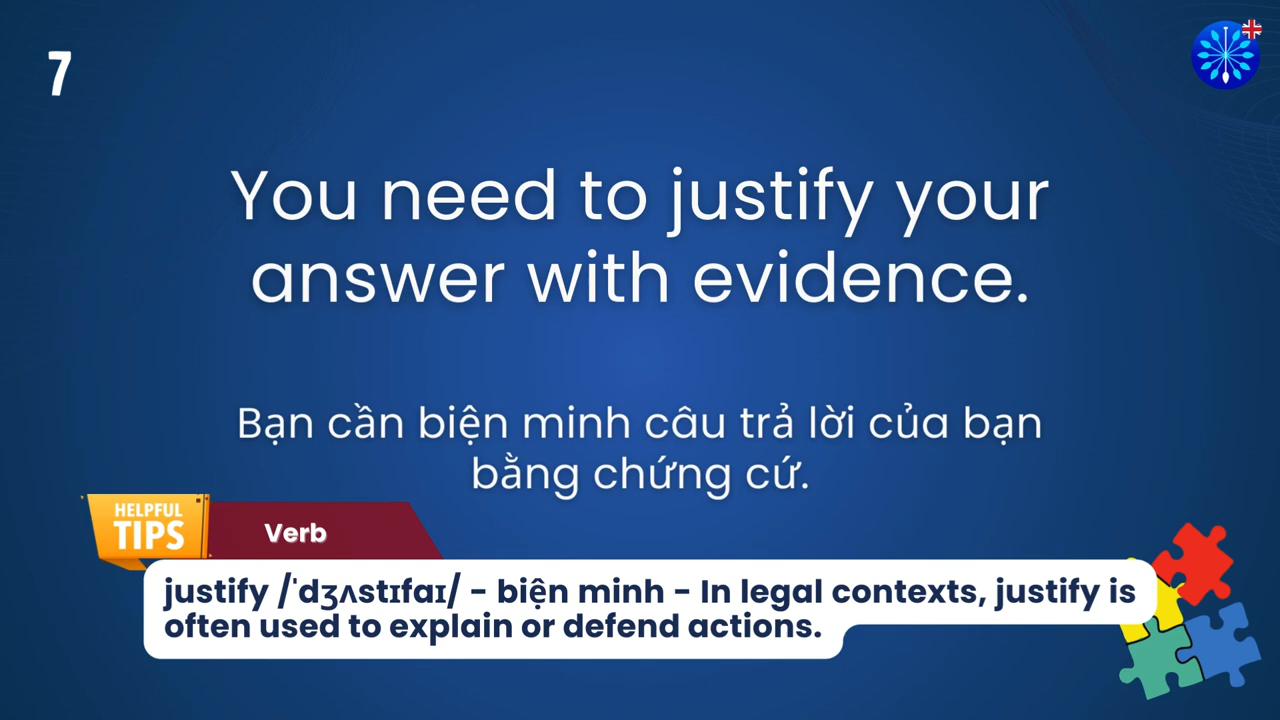 7
You need to justify your
answer with evidence.
Bạn cần biện minh câu trả lời của bạn
bằng chứng cứ.
HELPFUL
TIPS
Verb
justify /ˈdʒʌstɪfaɪ/ - biện minh - In legal contexts, justify is
often used to explain or defend actions.